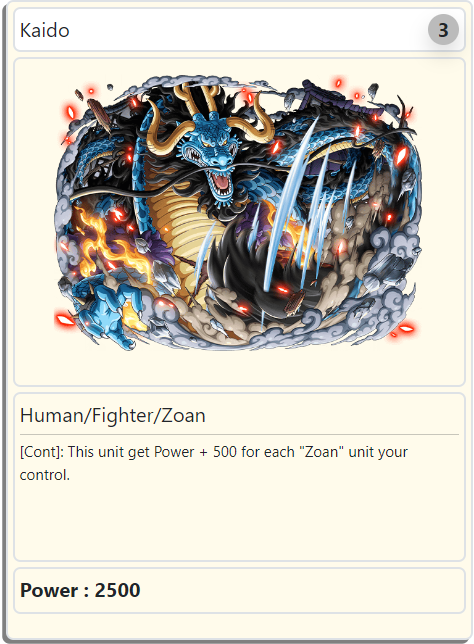 Kaido
3
Human/Fighter/Zoan
[Cont]: This unit get Power + 500 for each "Zoan" unit your
control.
Power : 2500